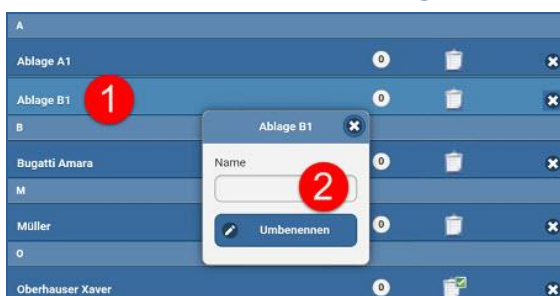 A
Ablage A1 0
Ablage B1 1 0
Ablage B1
B
Name
Bugatti Amara 0
2
M
Umbenennen
Müller 0
O
Oberhauser Xaver 0